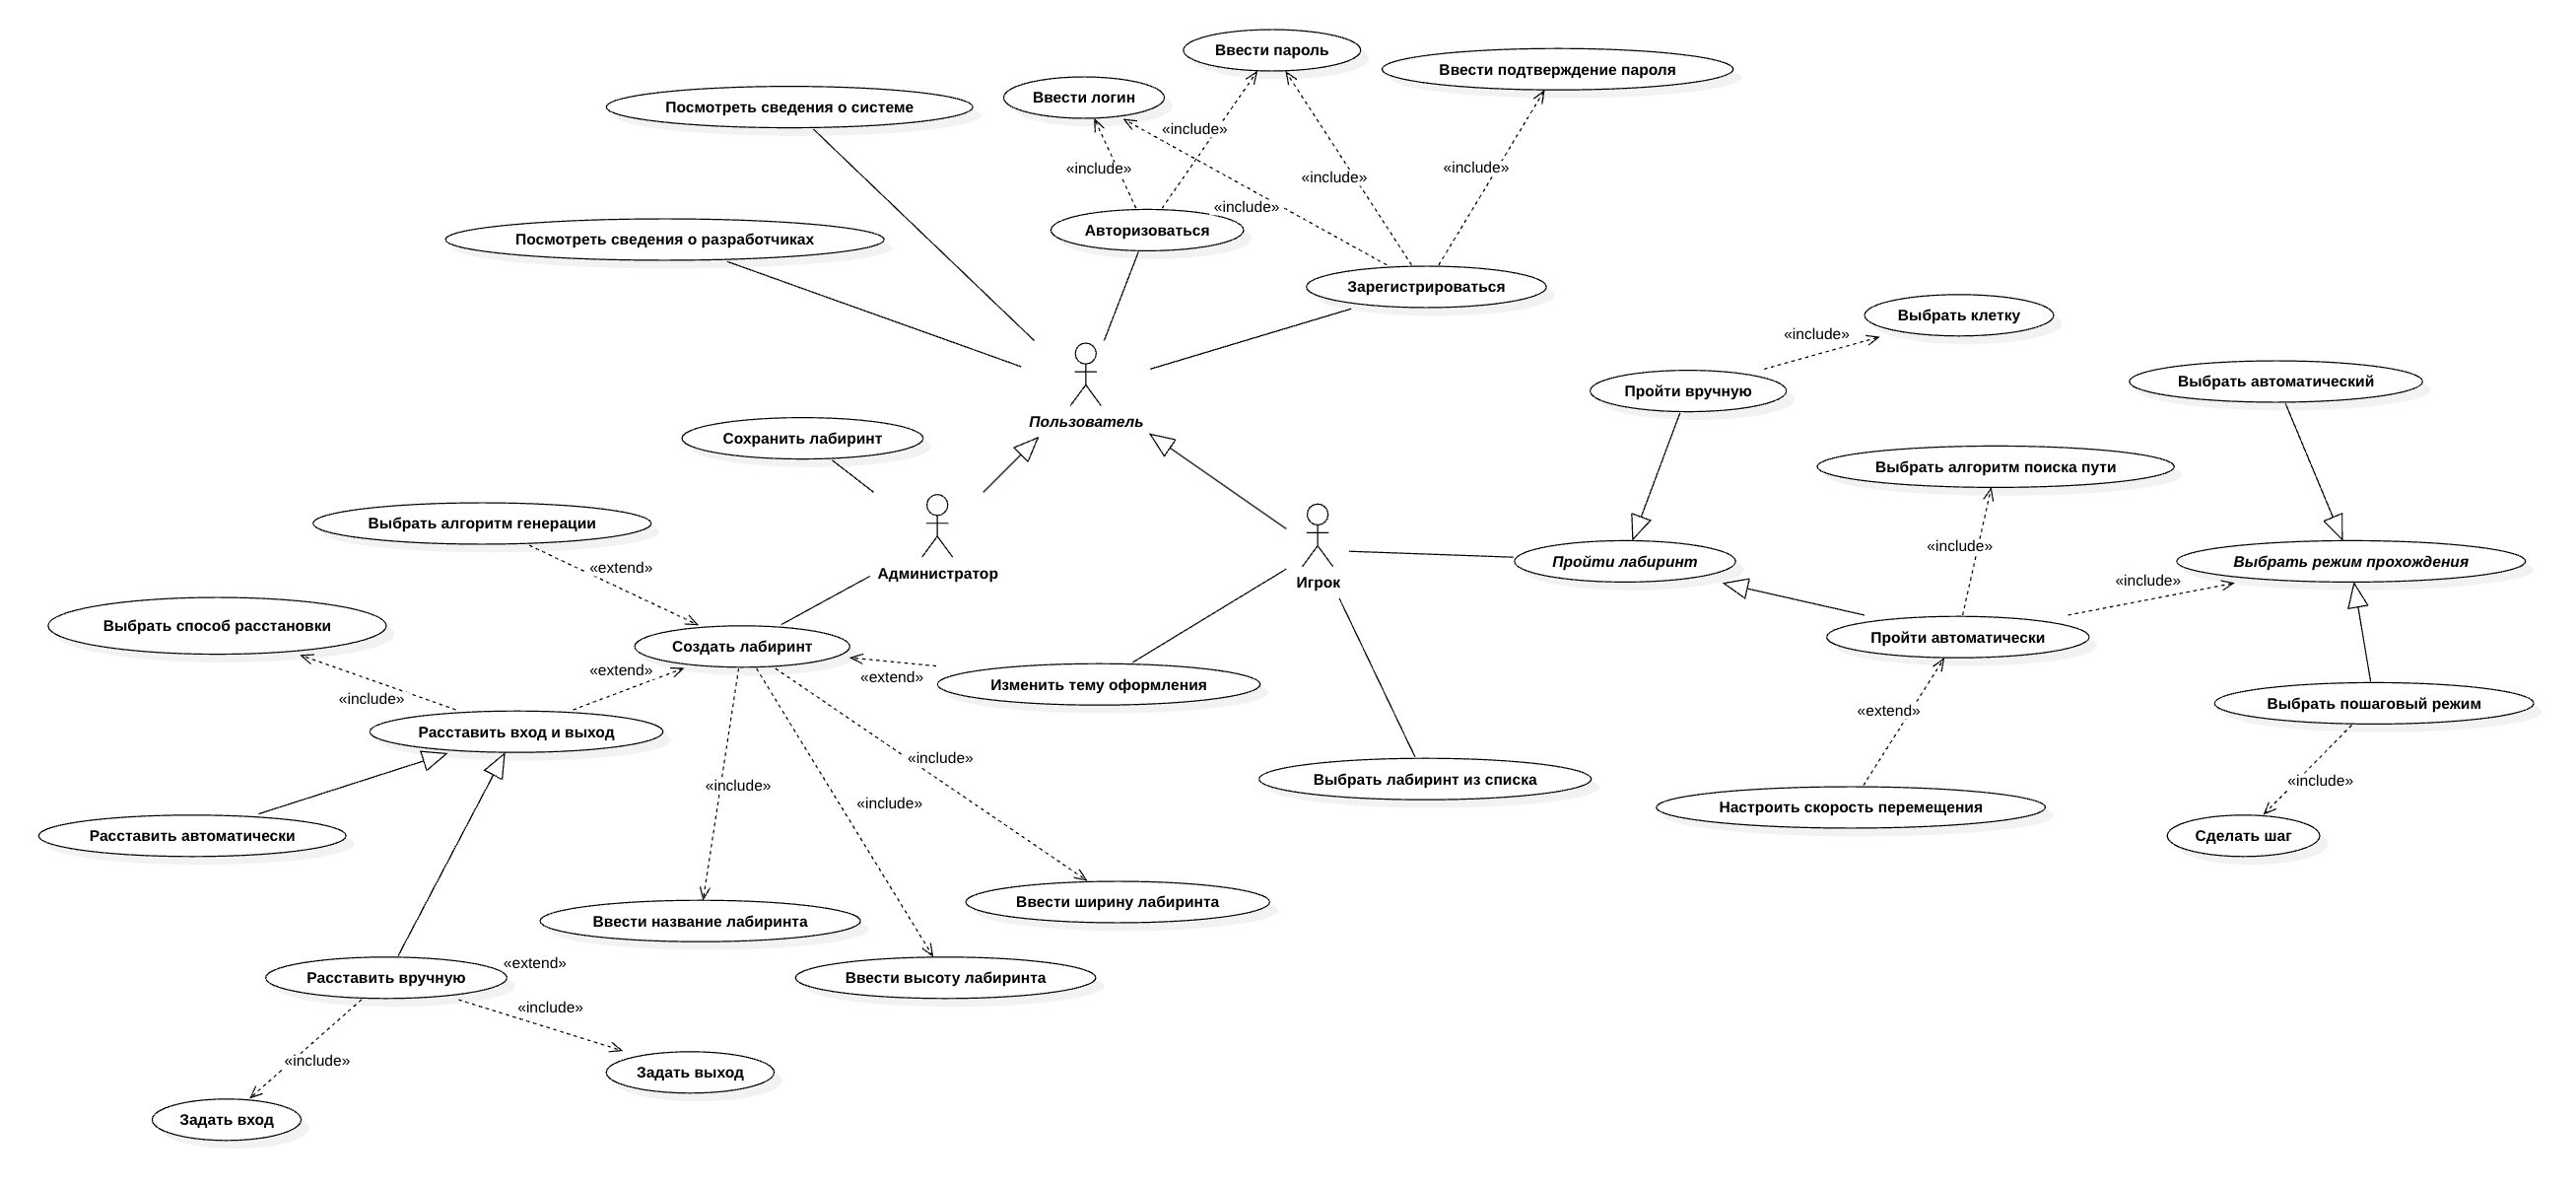 Ввести пароль
Ввести подтверждение пароля
Ввести логин
Посмотреть сведения о системе
«include»
«include»
«include»
«include»
«include»
Посмотреть сведения о разработчиках
Авторизоваться
Зарегистрироваться
Выбрать клетку
«include»
Пройти вручную
Выбрать автоматический
Пользователь
Сохранить лабиринт
Выбрать алгоритм поиска пути
Выбрать алгоритм генерации
«include»
«extend»
Администратор
Игрок
Пройти лабиринт
Выбрать режим прохождения
«include»
Выбрать способ расстановки
Создать лабиринт
Пройти автоматически
«extend»
«extend»
Изменить тему оформления
«include»
«extend»
Выбрать пошаговый режим
Расставить вход и выход
«include»
«include»
«include»
«include»
Выбрать лабиринт из списка
Настроить скорость перемещения
Расставить автоматически
Сделать шаг
Ввести ширину лабиринта
Ввести название лабиринта
«extend»
Расставить вручную
Ввести высоту лабиринта
«include»
«include»
Задать выход
Задать вход